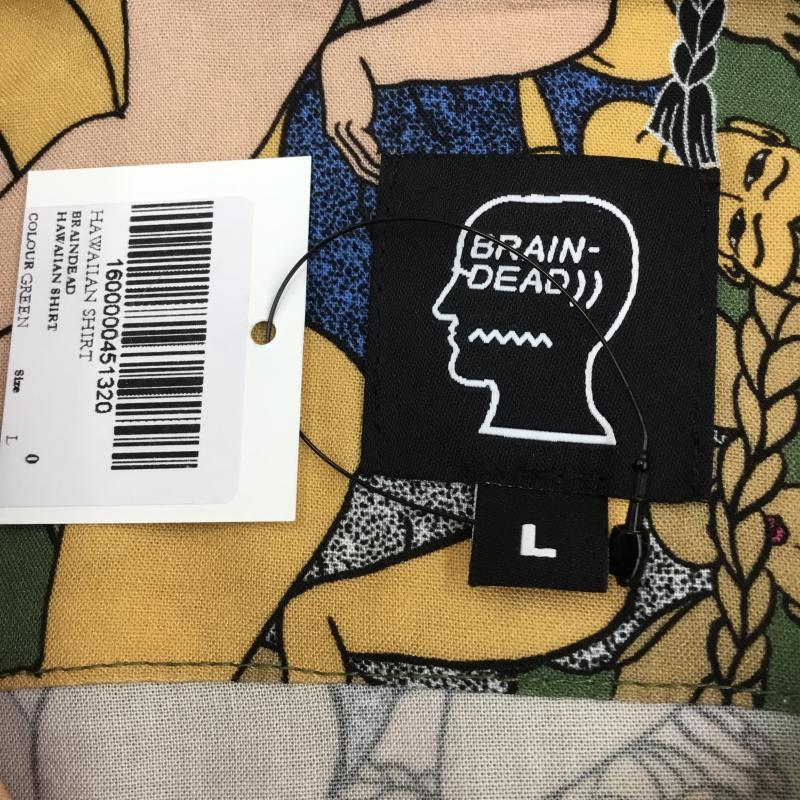 1600000451320
HAWAIIAN SHIRT
BRAINDEAD
HAWAIIAN SHIRT
COLOUR GREEN
Size
L
0
BRAIN-
DEAD))
L